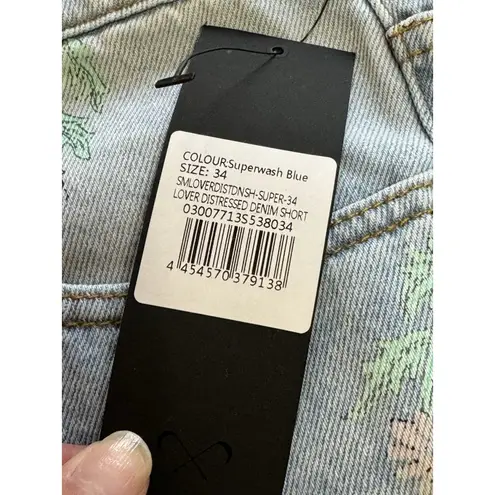 COLOUR:Superwash Blue
SIZE: 34
SMLOVERDISTDNSH-SUPER-34
LOVER DISTRESSED DENIM SHORT
03007713S538034
4 454570 379138